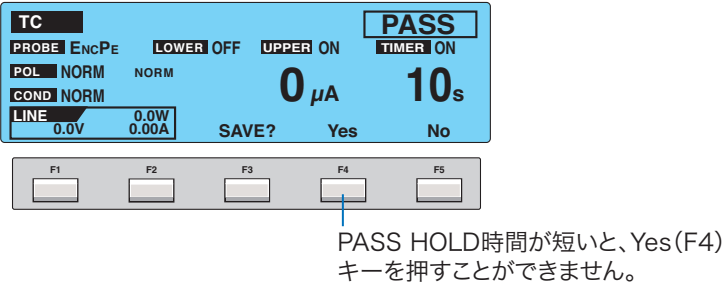 TC PASS
PROBE ENCPE LOWER OFF UPPER ON TIMER ON
POL NORM NORM
COND NORM 0 μA 10s
LINE 0.0W
0.0V 0.00A SAVE? Yes No
F1 F2 F3 F4 F5
PASS HOLD時間が短いと、Yes(F4)
キーを押すことができません。